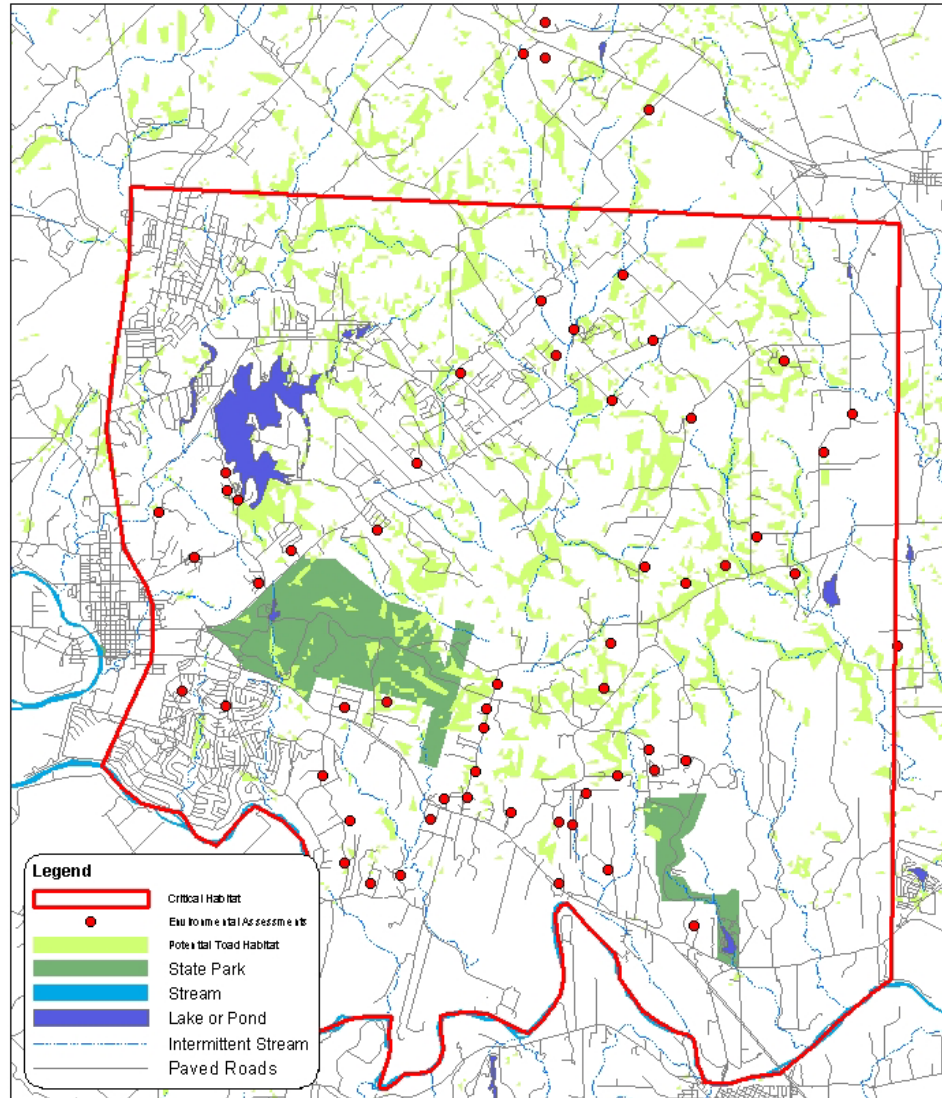 Legend
Critical Habitat
Environmental Assessments
Potential Toad Habitat
State Park
Stream
Lake or Pond
Intermittent Stream
Paved Roads